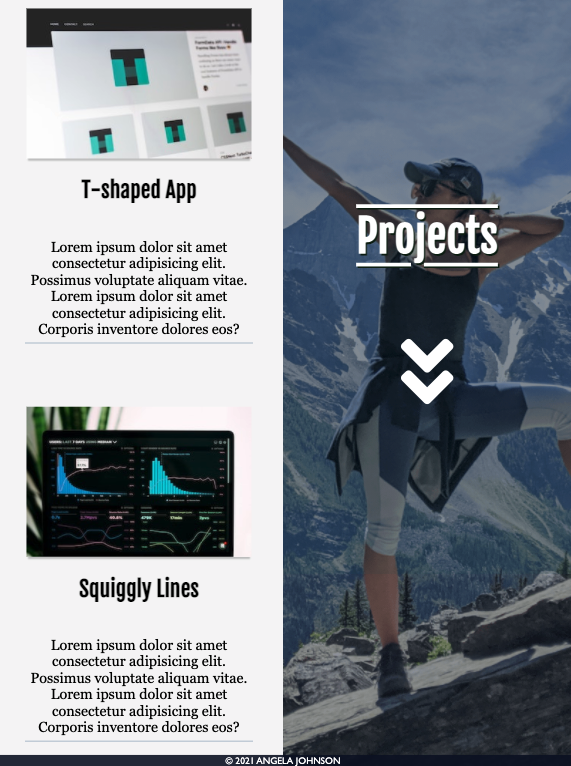 T-shaped App
Lorem ipsum dolor sit amet
consectetur adipisicing elit.
Possimus voluptate aliquam vitae.
Lorem ipsum dolor sit amet
consectetur adipisicing elit.
Corporis inventore dolores eos?
Squiggly Lines
Lorem ipsum dolor sit amet
consectetur adipisicing elit.
Possimus voluptate aliquam vitae.
Lorem ipsum dolor sit amet
consectetur adipisicing elit.
Corporis inventore dolores eos?
Projects
© 2021 ANGELA JOHNSON